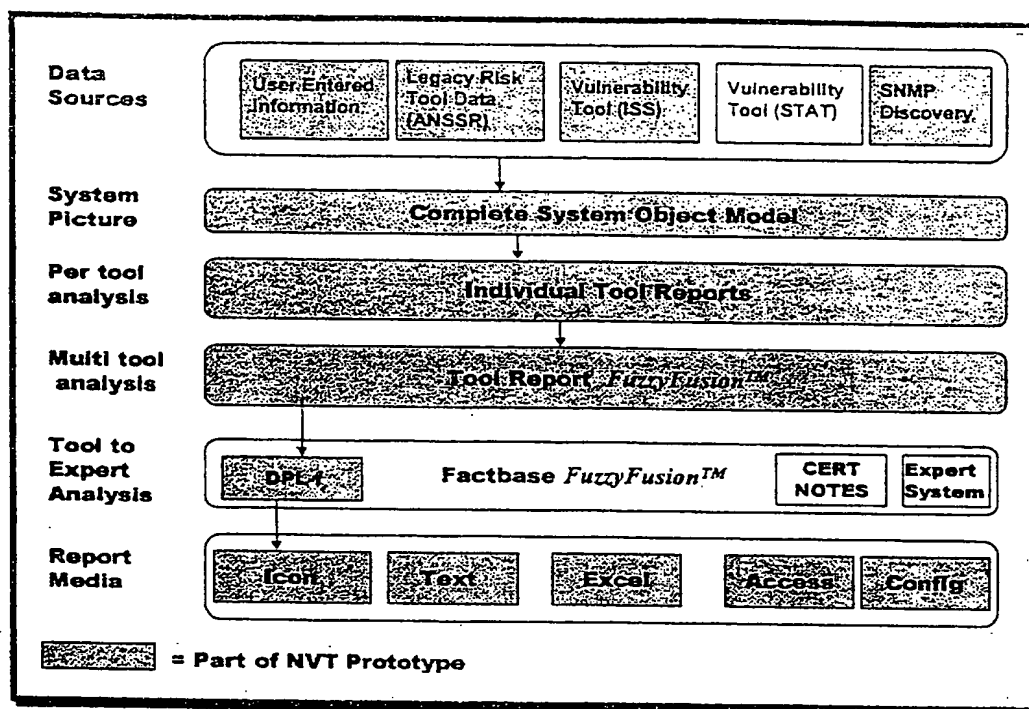 Data
Sources
User Entered
Information
Legacy Risk
Tool Data
(ANSSR)
Vulnerability
Tool (ISS)
Vulnerability
Tool (STAT)
SNMP
Discovery
System
Picture
Complete System Object Model
Per tool
analysis
Individual Tool Reports
Multi tool
analysis
Tool Report FuzzyFusion™
Tool to
Expert
Analysis
DPL-f
Factbase FuzzyFusion™
CERT
NOTES
Expert
System
Report
Media
Icon
Text
Excel
Access
Config
= Part of NVT Prototype